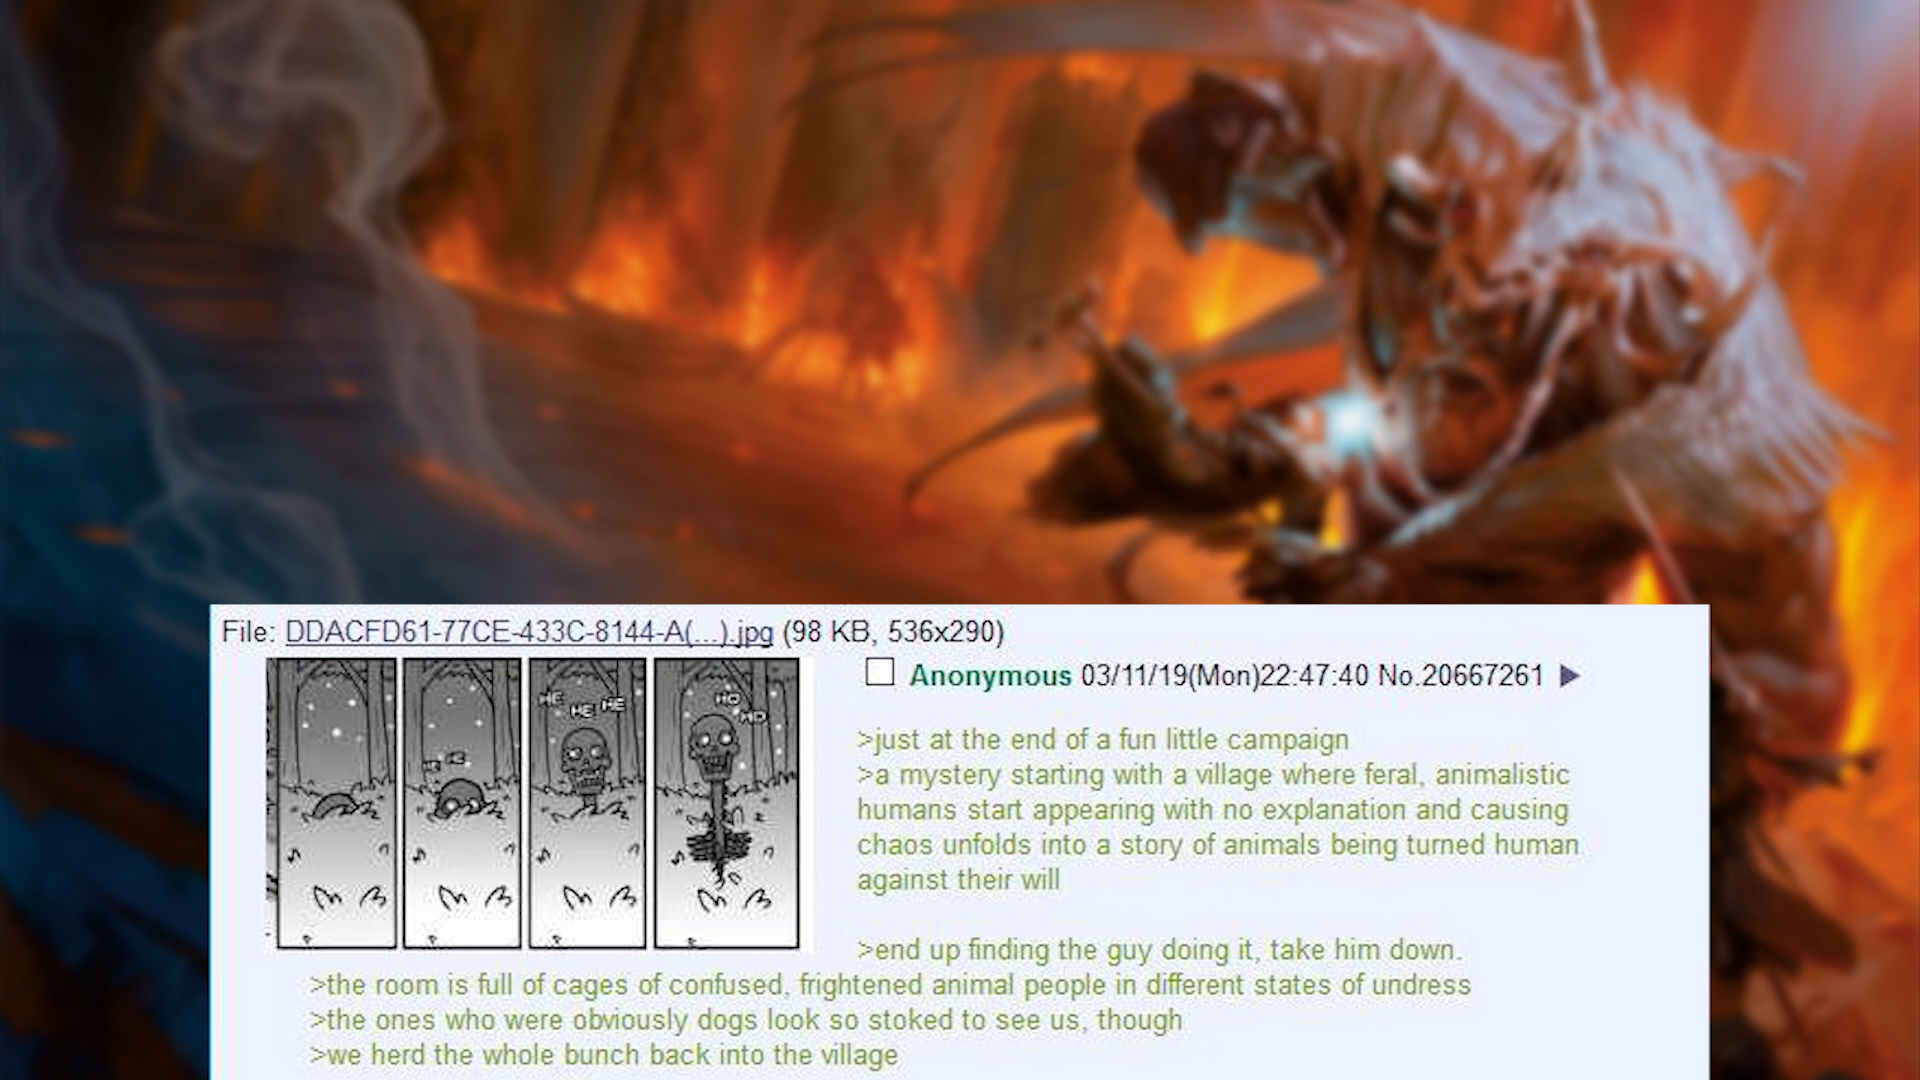 File: DDACFD61-77CE-433C-8144-A(...).jpg (98 KB, 536x290)
Anonymous 03/11/19(Mon)22:47:40 No.20667261 ▶
HE HE HE
HO HO
>just at the end of a fun little campaign
>a mystery starting with a village where feral, animalistic
humans start appearing with no explanation and causing
chaos unfolds into a story of animals being turned human
against their will
>end up finding the guy doing it, take him down.
>the room is full of cages of confused, frightened animal people in different states of undress
>the ones who were obviously dogs look so stoked to see us, though
>we herd the whole bunch back into the village